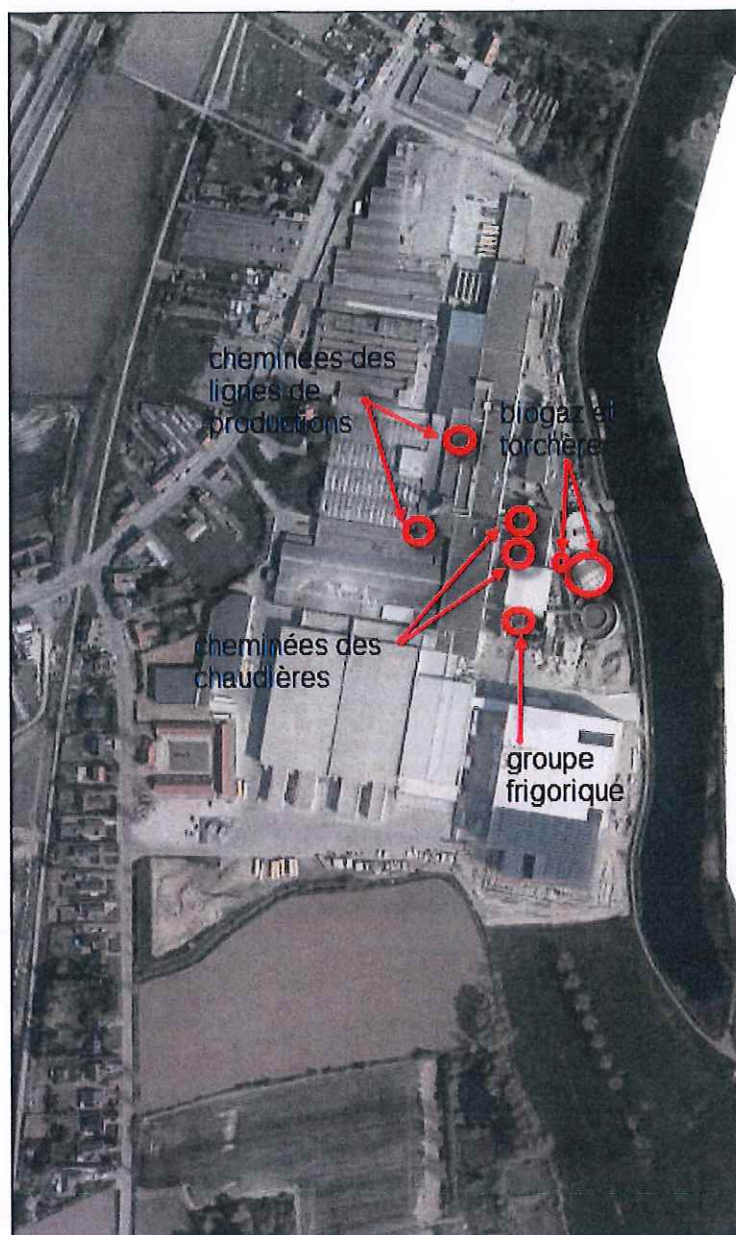 cheminées des
lignes de
productions
biogaz et
torchère
cheminées des
chaudières
groupe
frigorique